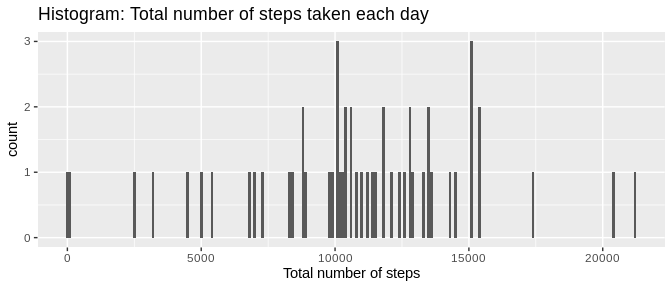 Histogram: Total number of steps taken each day
3
2
1
0
count
0 5000 10000 15000 20000
Total number of steps